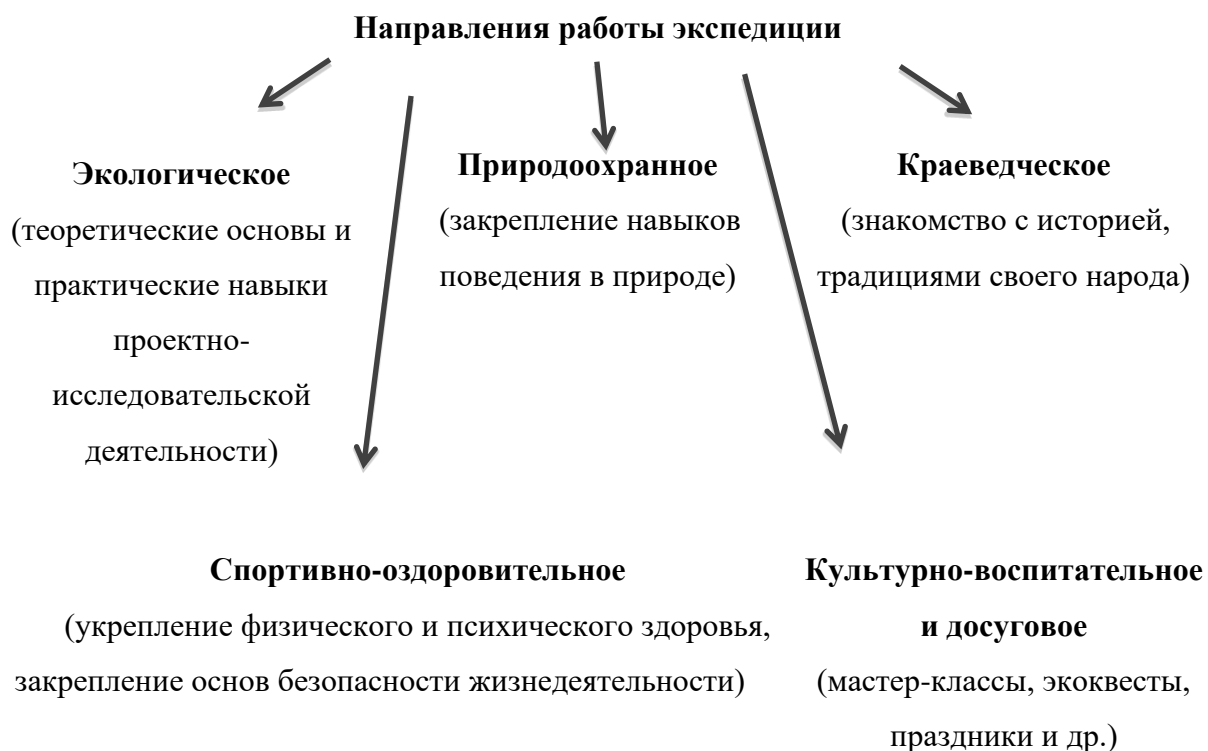 Направления работы экспедиции
Экологическое
(теоретические основы и
практические навыки
проектно-
исследовательской
деятельности)
Природоохранное
(закрепление навыков
поведения в природе)
Краеведческое
(знакомство с историей,
традициями своего народа)
Спортивно-оздоровительное
(укрепление физического и психического здоровья,
закрепление основ безопасности жизнедеятельности)
Культурно-воспитательное
и досуговое
(мастер-классы, экоквесты,
праздники и др.)